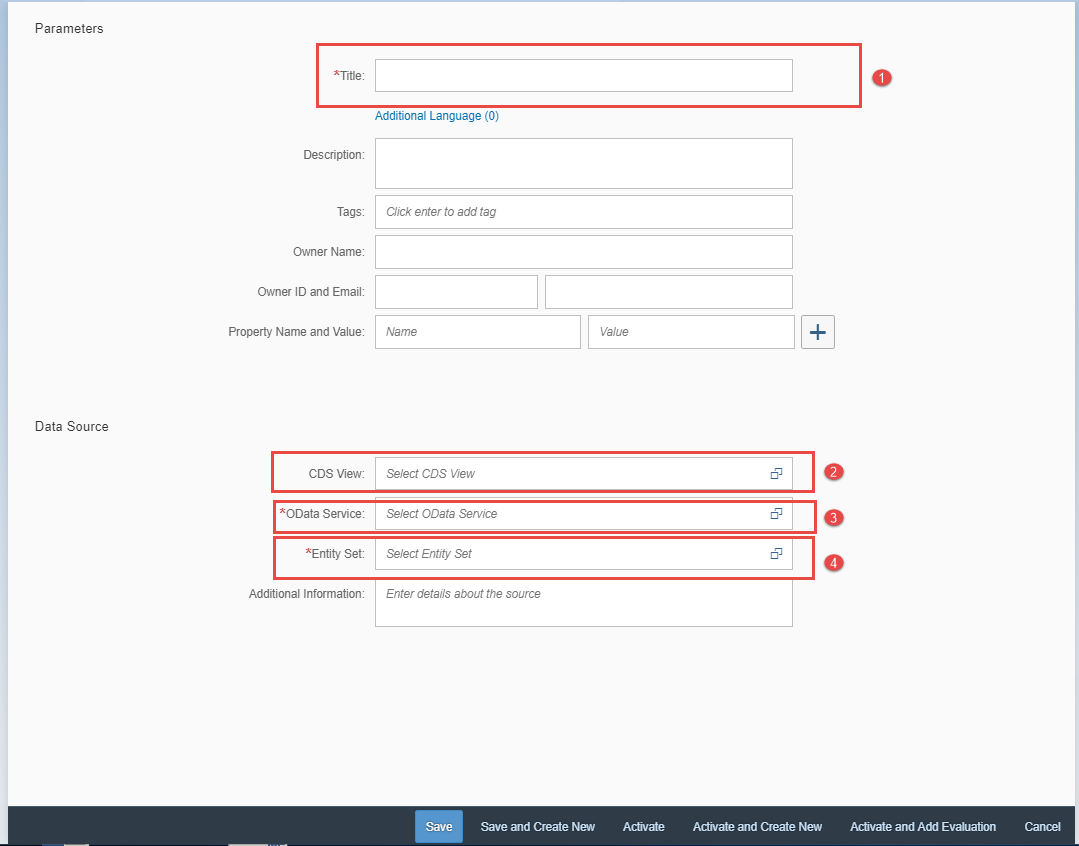 Parameters
*Title:
1
Additional Language (0)
Description:
Tags: Click enter to add tag
Owner Name:
Owner ID and Email:
Property Name and Value: Name Value
Data Source
CDS View: Select CDS View
2
*OData Service: Select OData Service
3
*Entity Set: Select Entity Set
4
Additional Information: Enter details about the source
Save Save and Create New Activate Activate and Create New Activate and Add Evaluation Cancel